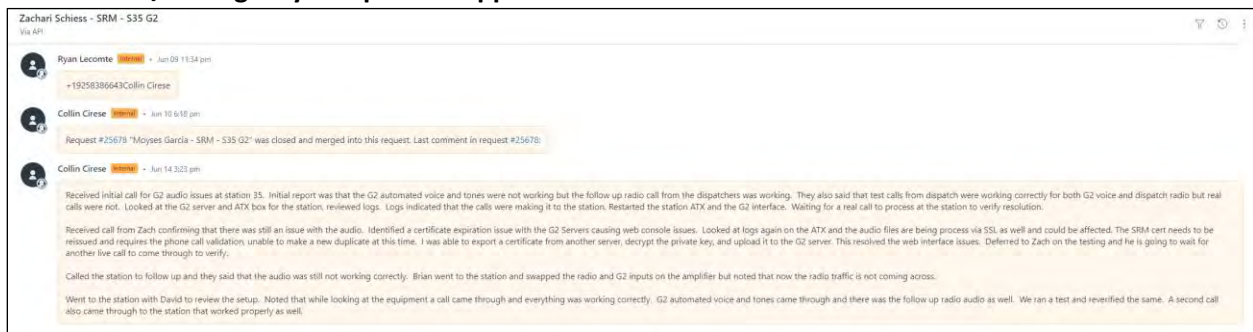 Zachari Schiess - SRM - S35 G2
Via API
Ryan Lecomte Internal • Jun 09 11:34 pm
+19258386643Collin Cirese
Collin Cirese Internal • Jun 10 6:18 pm
Request #25678 "Moyses Garcia - SRM - S35 G2" was closed and merged into this request. Last comment in request #25678:
Collin Cirese Internal • Jun 14 3:23 pm
Received initial call for G2 audio issues at station 35. Initial report was that the G2 automated voice and tones were not working but the follow up radio call from the dispatchers was working. They also said that test calls from dispatch were working correctly for both G2 voice and dispatch radio but real
calls were not. Looked at the G2 server and ATX box for the station, reviewed logs. Logs indicated that the calls were making it to the station. Restarted the station ATX and the G2 interface. Waiting for a real call to process at the station to verify resolution.
Received call from Zach confirming that there was still an issue with the audio. Identified a certificate expiration issue with the G2 Servers causing web console issues. Looked at logs again on the ATX and the audio files are being process via SSL as well and could be affected. The SRM cert needs to be
reissued and requires the phone call validation, unable to make a new duplicate at this time. I was able to export a certificate from another server, decrypt the private key, and upload it to the G2 server. This resolved the web interface issues. Deferred to Zach on the testing and he is going to wait for
another live call to come through to verify.
Called the station to follow up and they said that the audio was still not working correctly. Brian went to the station and swapped the radio and G2 inputs on the amplifier but noted that now the radio traffic is not coming across.
Went to the station with David to review the setup. Noted that while looking at the equipment a call came through and everything was working correctly. G2 automated voice and tones came through and there was the follow up radio audio as well. We ran a test and reverified the same. A second call
also came through to the station that worked properly as well.